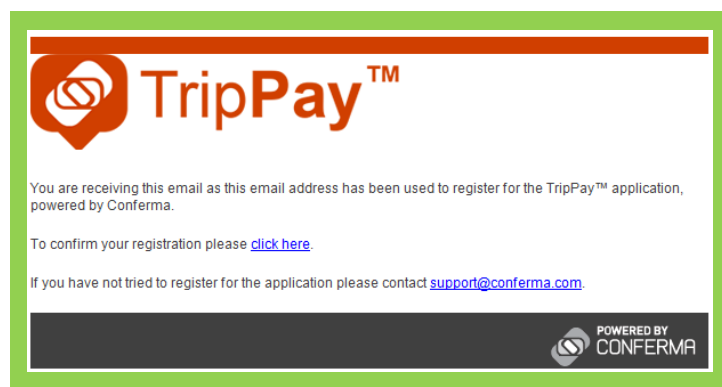 TripPay™
You are receiving this email as this email address has been used to register for the TripPay™ application,
powered by Conferma.
To confirm your registration please click here.
If you have not tried to register for the application please contact support@conferma.com.
POWERED BY
CONFERMA